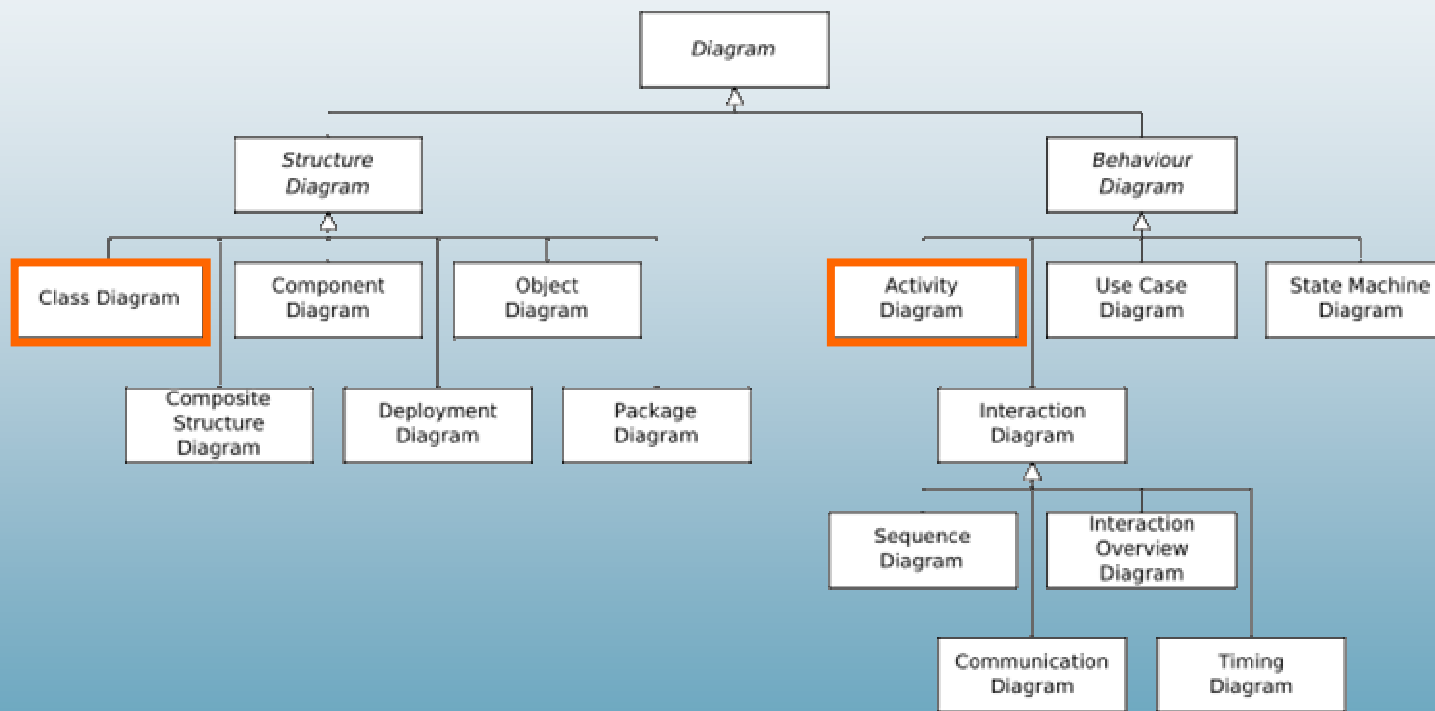 Diagram
Structure
Diagram
Behaviour
Diagram
Class Diagram
Component
Diagram
Object
Diagram
Activity
Diagram
Use Case
Diagram
State Machine
Diagram
Composite
Structure
Diagram
Deployment
Diagram
Package
Diagram
Interaction
Diagram
Sequence
Diagram
Interaction
Overview
Diagram
Communication
Diagram
Timing
Diagram